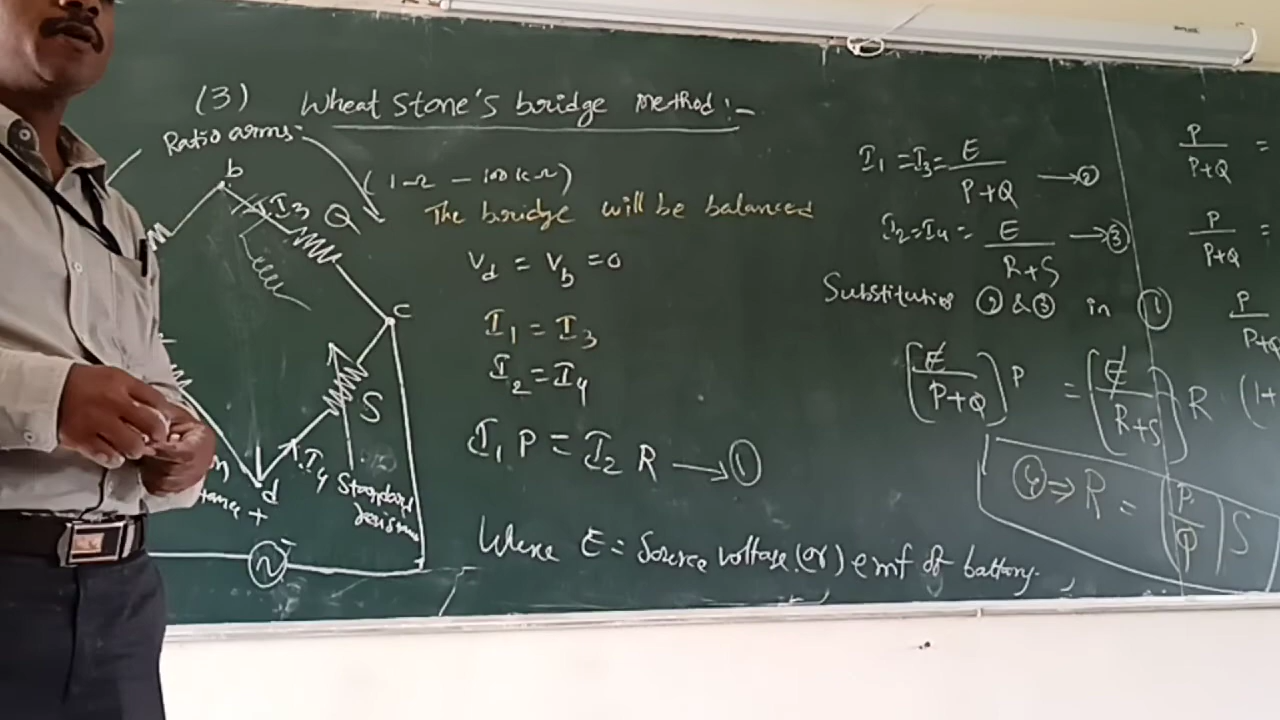 (3) Wheat stone's bridge method :-
Ratio arms
b
I3 Q
(1Ω - 100kΩ)
The bridge will be balanced
Vd = Vb = 0
I1 = I3
I2 = I4
I1 P = I2 R → ①
c
S
I4
d
Standard
Where E = Source voltage (or) emf of battery.
I1 = I3 = E/P+Q → ②
I2 = I4 = E/R+S → ③
Substituting ② & ③ in ①
[E/P+Q] P = [E/R+S] R
④ ⇒ R = [P/Q] S
P/P+Q =
P/P+Q =
P/P+Q
(1+